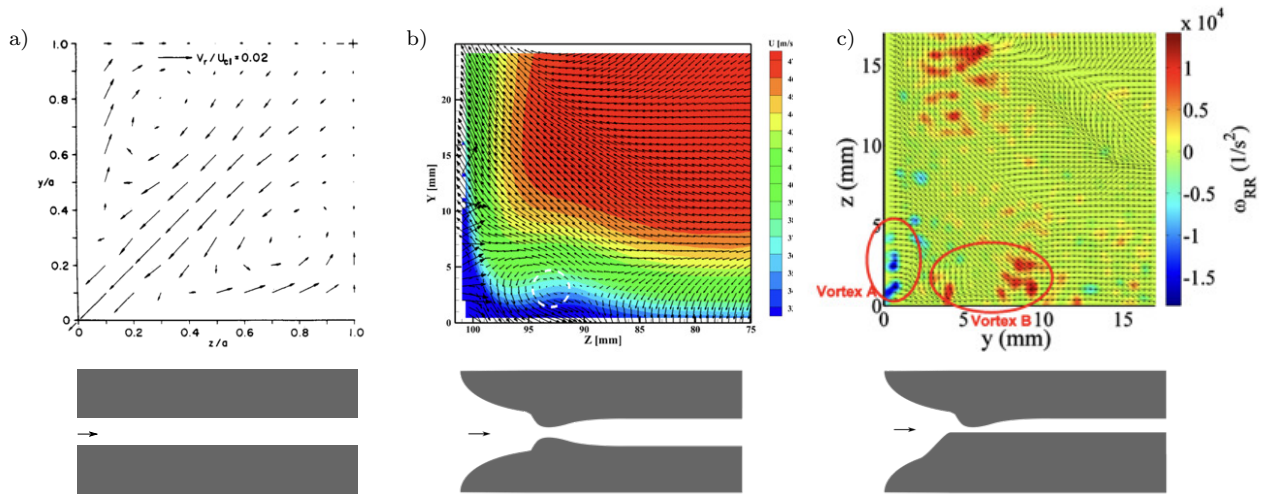 a)
V_r/U_cl = 0.02
1.0
0.8
0.6
y/a
0.4
0.2
0
0 0.2 0.4 0.6 0.8 1.0
z/a
b)
U [m/s]
20
15
Y [mm]
10
5
0
100 95 90 85 80 75
Z [mm]
c)
x 10⁴
15
10
z (mm)
5
0
Vortex A
Vortex B
0 5 10 15
y (mm)
1
0.5
0
-0.5
-1
-1.5
ω_RR (1/s²)